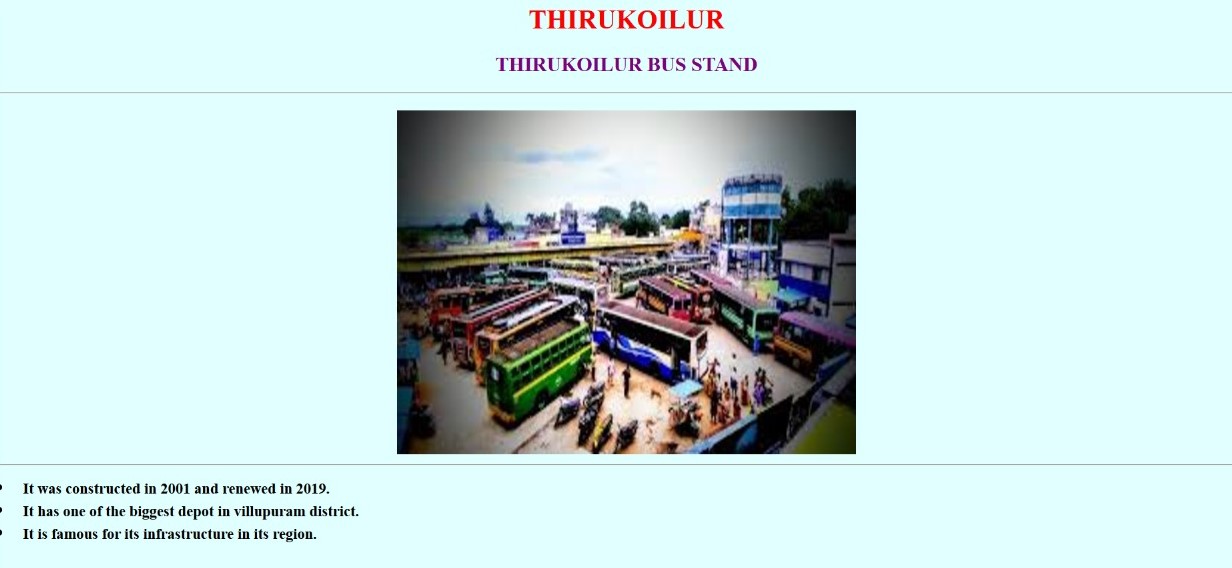 THIRUKOILUR
THIRUKOILUR BUS STAND
It was constructed in 2001 and renewed in 2019.
It has one of the biggest depot in villupuram district.
It is famous for its infrastructure in its region.